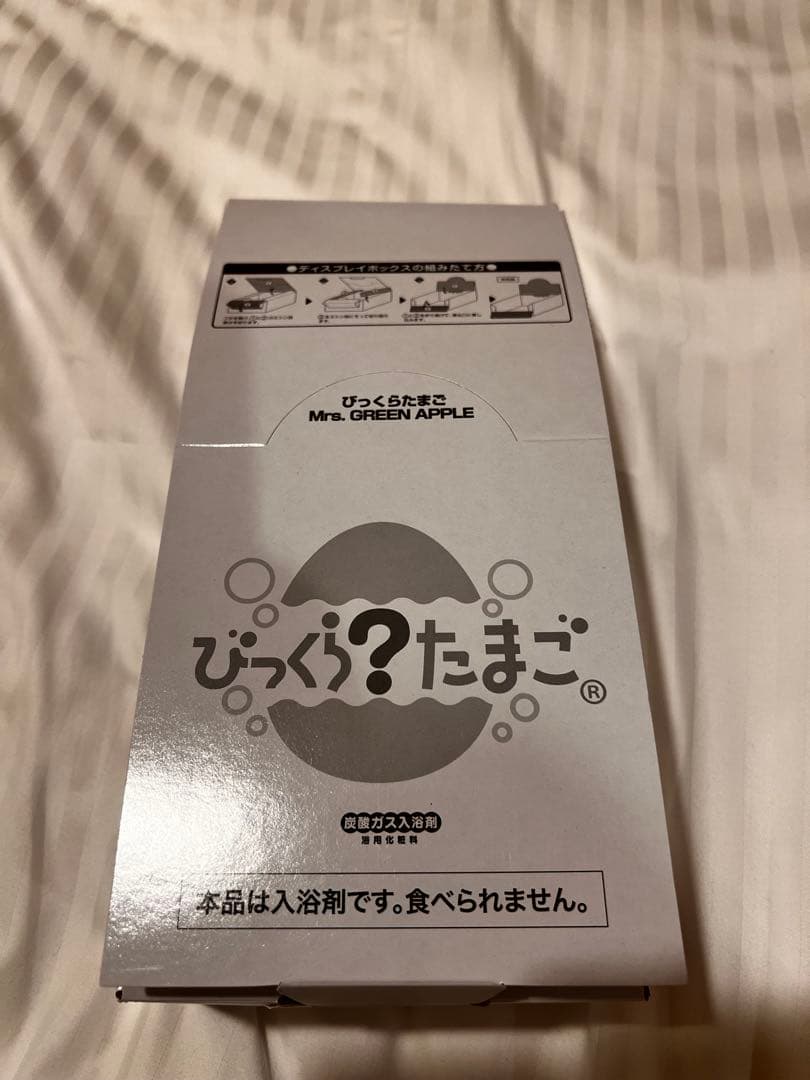 ●ディスプレイボックスの組みたて方●
びっくらたまご
Mrs. GREEN APPLE
びっくら?たまご®
炭酸ガス入浴剤
浴用化粧料
本品は入浴剤です。食べられません。